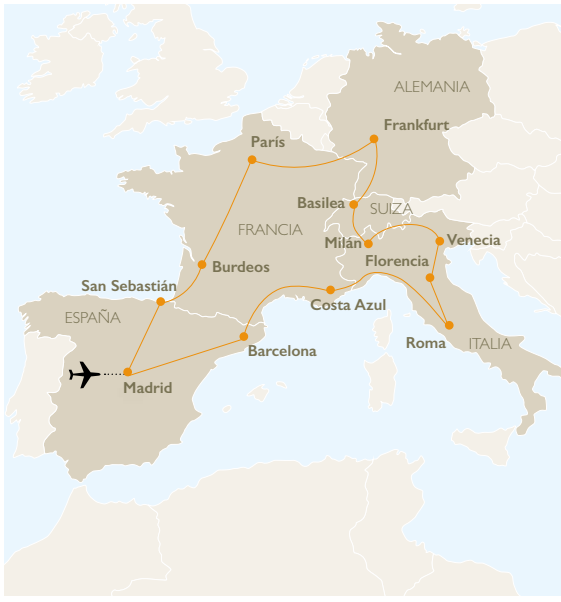 ALEMANIA
Frankfurt
París
Basilea
SUIZA
FRANCIA
Milán
Venecia
Florencia
Burdeos
San Sebastián
Costa Azul
ESPAÑA
Roma
ITALIA
Barcelona
Madrid